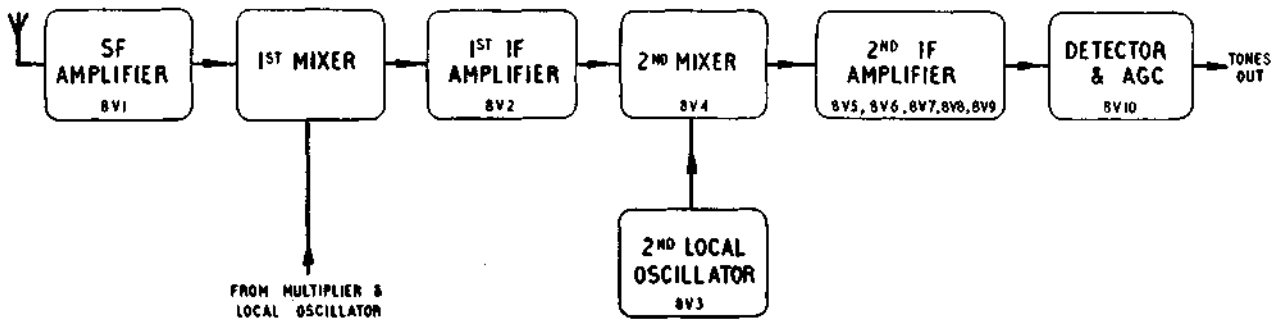 SF
AMPLIFIER
8V1
1ST MIXER
1ST IF
AMPLIFIER
8V2
2ND MIXER
8V4
2ND IF
AMPLIFIER
8V5, 8V6, 8V7, 8V8, 8V9
DETECTOR
& AGC
8V10
TONES
OUT
2ND LOCAL
OSCILLATOR
8V3
FROM MULTIPLIER &
LOCAL OSCILLATOR